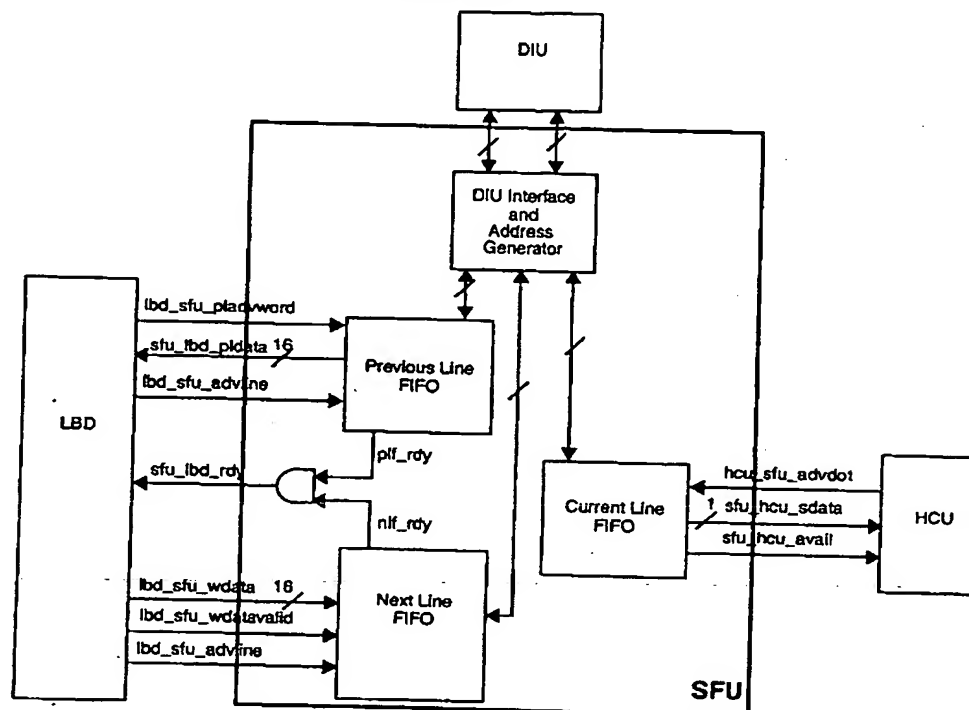 DIU
DIU Interface
and
Address
Generator
lbd_sfu_pladvword
sfu_lbd_pldata 16
lbd_sfu_advline
Previous Line
FIFO
LBD
plf_rdy
sfu_lbd_rdy
nlf_rdy
hcu_sfu_advdot
1 sfu_hcu_sdata
sfu_hcu_avail
Current Line
FIFO
HCU
lbd_sfu_wdata 16
lbd_sfu_wdatavalid
lbd_sfu_advline
Next Line
FIFO
SFU